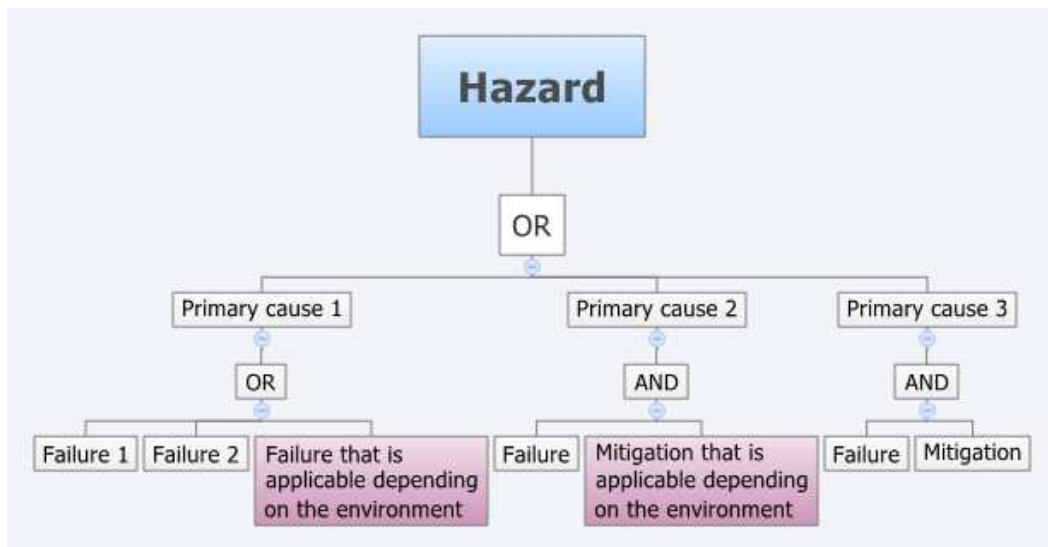 Hazard
OR
Primary cause 1
Primary cause 2
Primary cause 3
OR
AND
AND
Failure 1
Failure 2
Failure that is
applicable depending
on the environment
Failure
Mitigation that is
applicable depending
on the environment
Failure
Mitigation